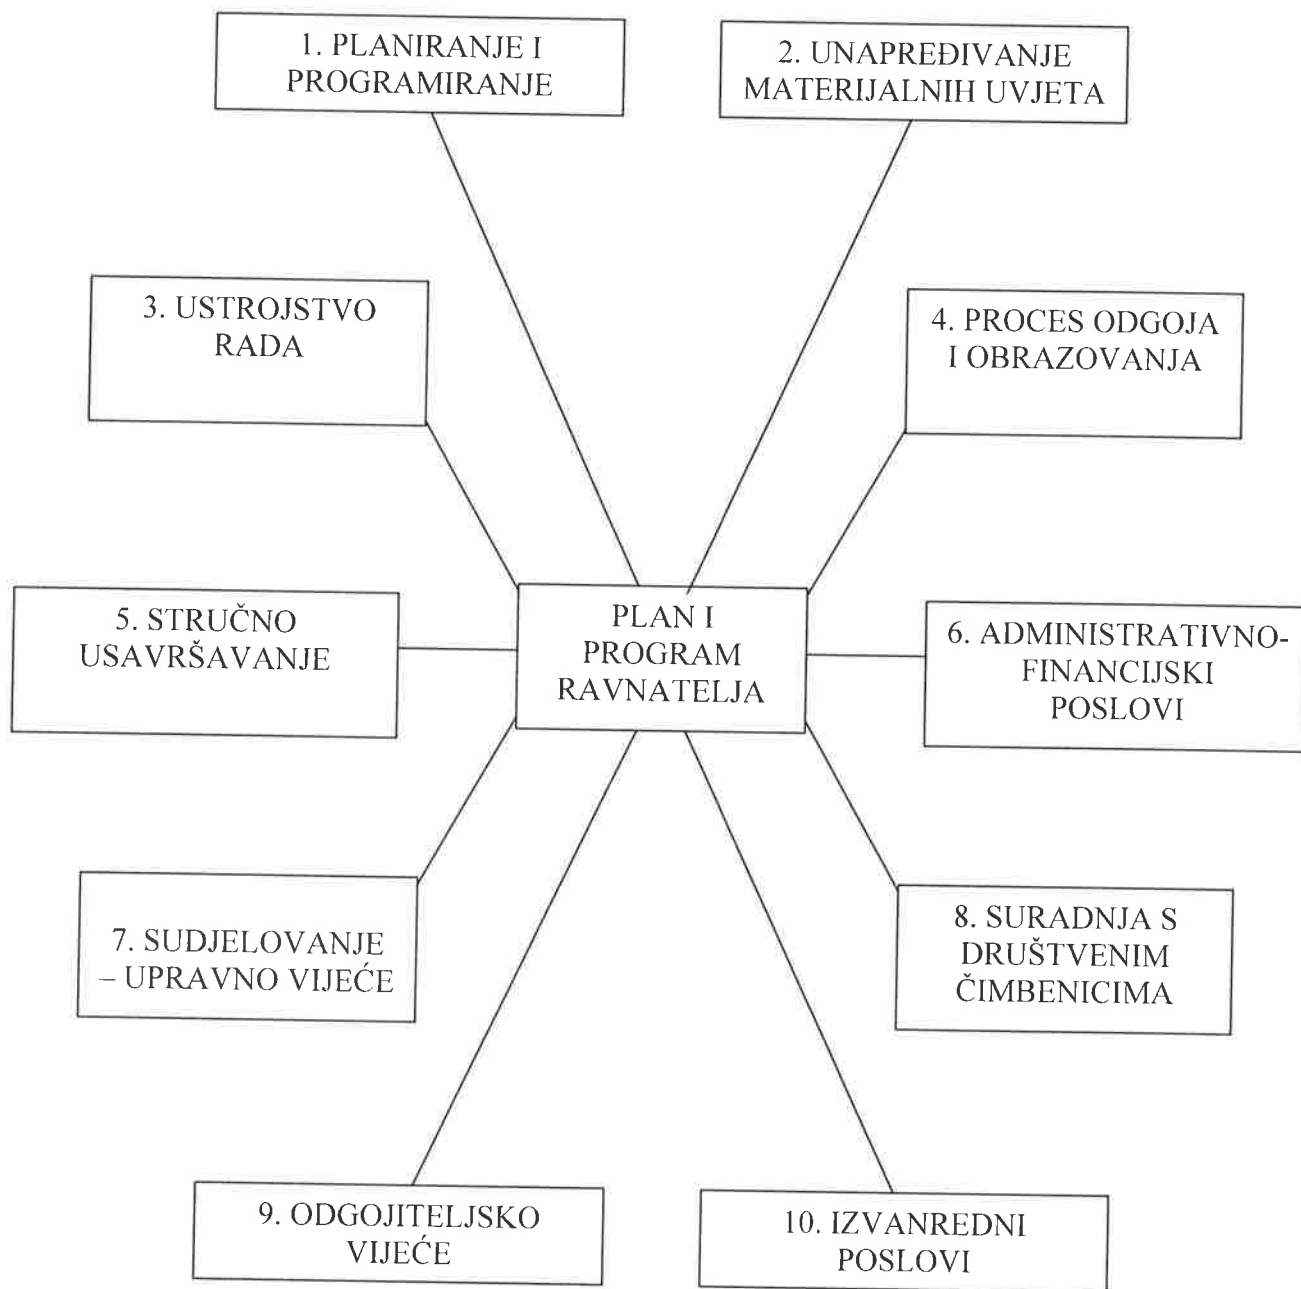 1. PLANIRANJE I
PROGRAMIRANJE
2. UNAPREĐIVANJE
MATERIJALNIH UVJETA
3. USTROJSTVO
RADA
4. PROCES ODGOJA
I OBRAZOVANJA
5. STRUČNO
USAVRŠAVANJE
PLAN I
PROGRAM
RAVNATELJA
6. ADMINISTRATIVNO-
FINANCIJSKI
POSLOVI
7. SUDJELOVANJE
– UPRAVNO VIJEĆE
8. SURADNJA S
DRUŠTVENIM
ČIMBENICIMA
9. ODGOJITELJSKO
VIJEĆE
10. IZVANREDNI
POSLOVI